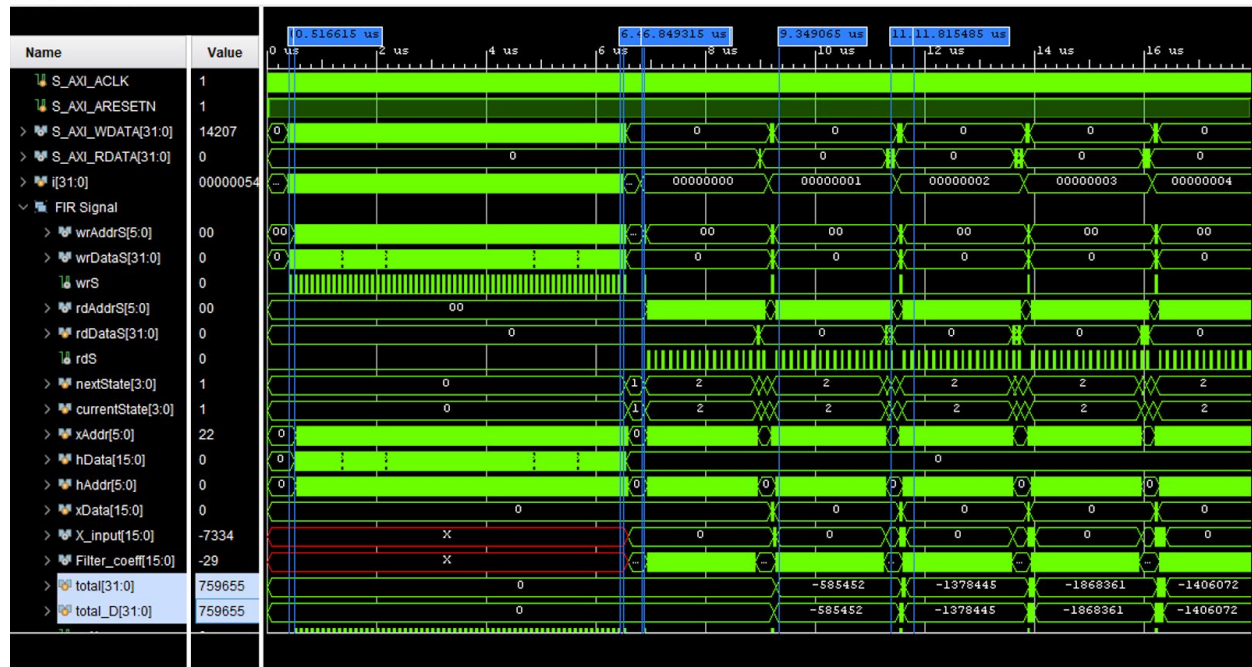 0.516615 us 6.4 6.849315 us 9.349065 us 11. 11.815485 us
Name Value 0 us 2 us 4 us 6 us 8 us 10 us 12 us 14 us 16 us
S_AXI_ACLK 1
S_AXI_ARESETN 1
S_AXI_WDATA[31:0] 14207 0 0 0 0 0 0
S_AXI_RDATA[31:0] 0 0 0 0 0 0
i[31:0] 00000054 ... ... 00000000 00000001 00000002 00000003 00000004
FIR Signal
wrAddrS[5:0] 00 00 ... 00 00 00 00 00
wrDataS[31:0] 0 0 0 0 0 0 0
wrS 0
rdAddrS[5:0] 00 00
rdDataS[31:0] 0 0 0 0 0 0
rdS 0
nextState[3:0] 1 0 1 2 2 2 2 2
currentState[3:0] 1 0 1 2 2 2 2 2
xAddr[5:0] 22 0 0
hData[15:0] 0 0 0
hAddr[5:0] 0 0 0 0 0 0 0
xData[15:0] 0 0 0 0 0 0
X_input[15:0] -7334 X 0 0 0 0 0
Filter_coeff[15:0] -29 X ... ... ... ... ...
total[31:0] 759655 0 -585452 -1378445 -1868361 -1406072
total_D[31:0] 759655 0 -585452 -1378445 -1868361 -1406072